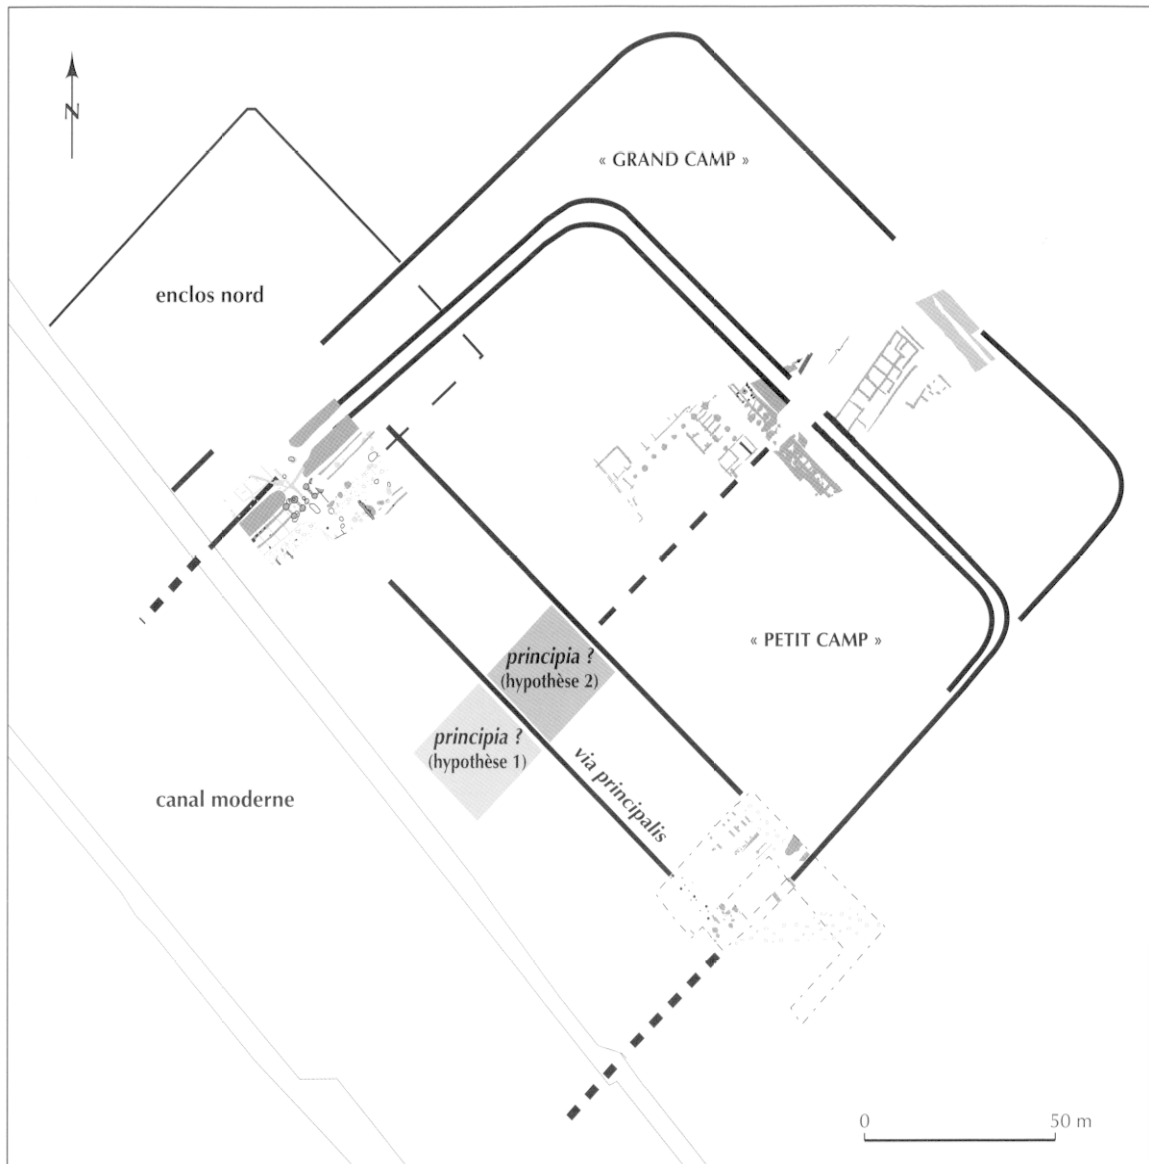 N
« GRAND CAMP »
enclos nord
« PETIT CAMP »
principia ?
(hypothèse 2)
principia ?
(hypothèse 1)
via principalis
canal moderne
0 50 m